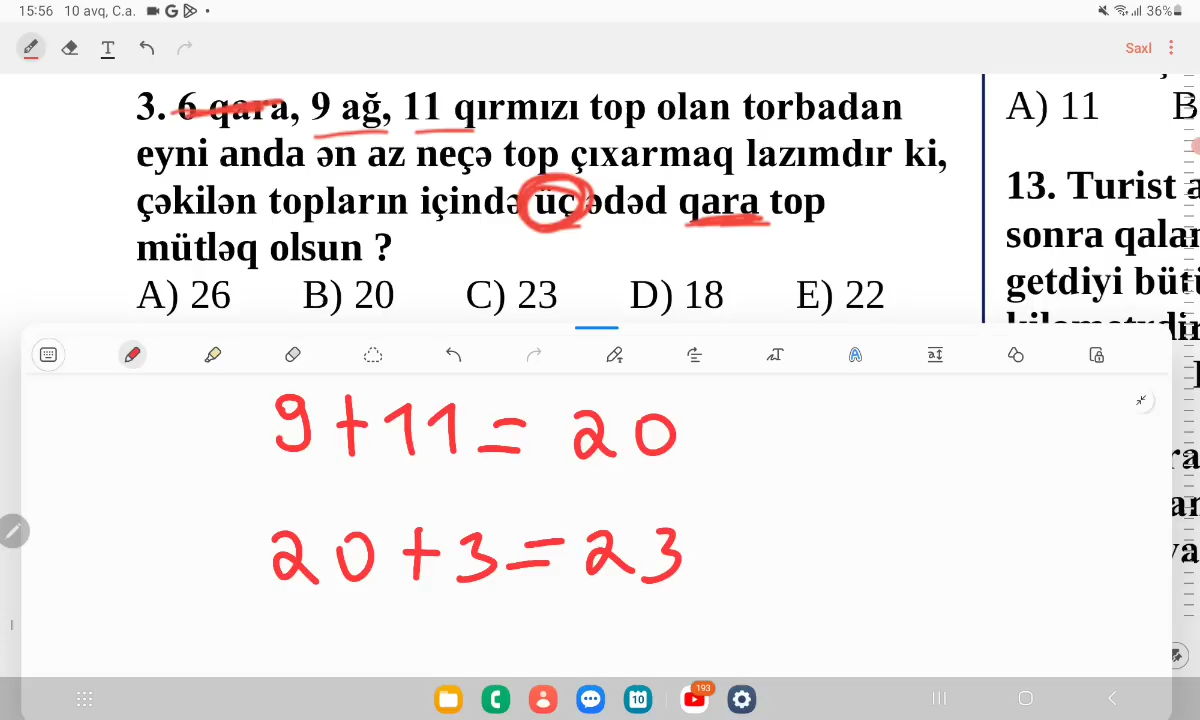 15:56 10 avq, C.a.
36%
Saxl
3. 6 qara, 9 ağ, 11 qırmızı top olan torbadan
eyni anda ən az neçə top çıxarmaq lazımdır ki,
çəkilən topların içində üç ədəd qara top
mütləq olsun ?
A) 26 B) 20 C) 23 D) 18 E) 22
A) 11 B
13. Turist a
sonra qalan
getdiyi bütü
9+11=20
20+3=23
193
10